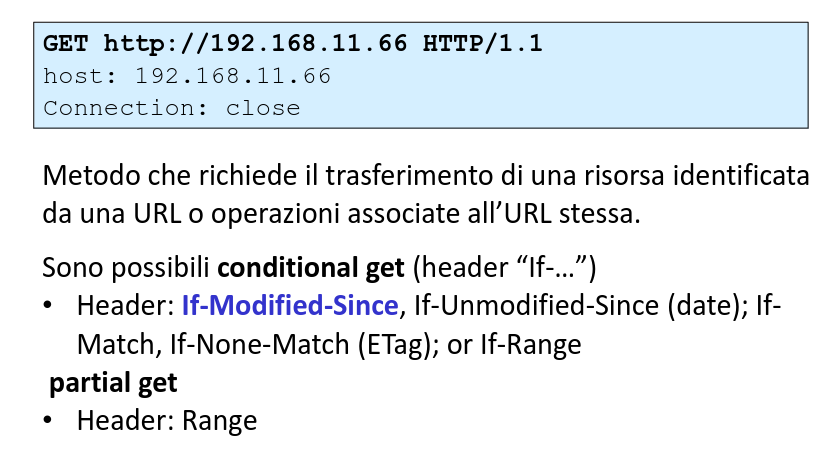 GET http://192.168.11.66 HTTP/1.1
host: 192.168.11.66
Connection: close
Metodo che richiede il trasferimento di una risorsa identificata
da una URL o operazioni associate all’URL stessa.
Sono possibili conditional get (header “If-…”)
• Header: If-Modified-Since, If-Unmodified-Since (date); If-
Match, If-None-Match (ETag); or If-Range
partial get
• Header: Range